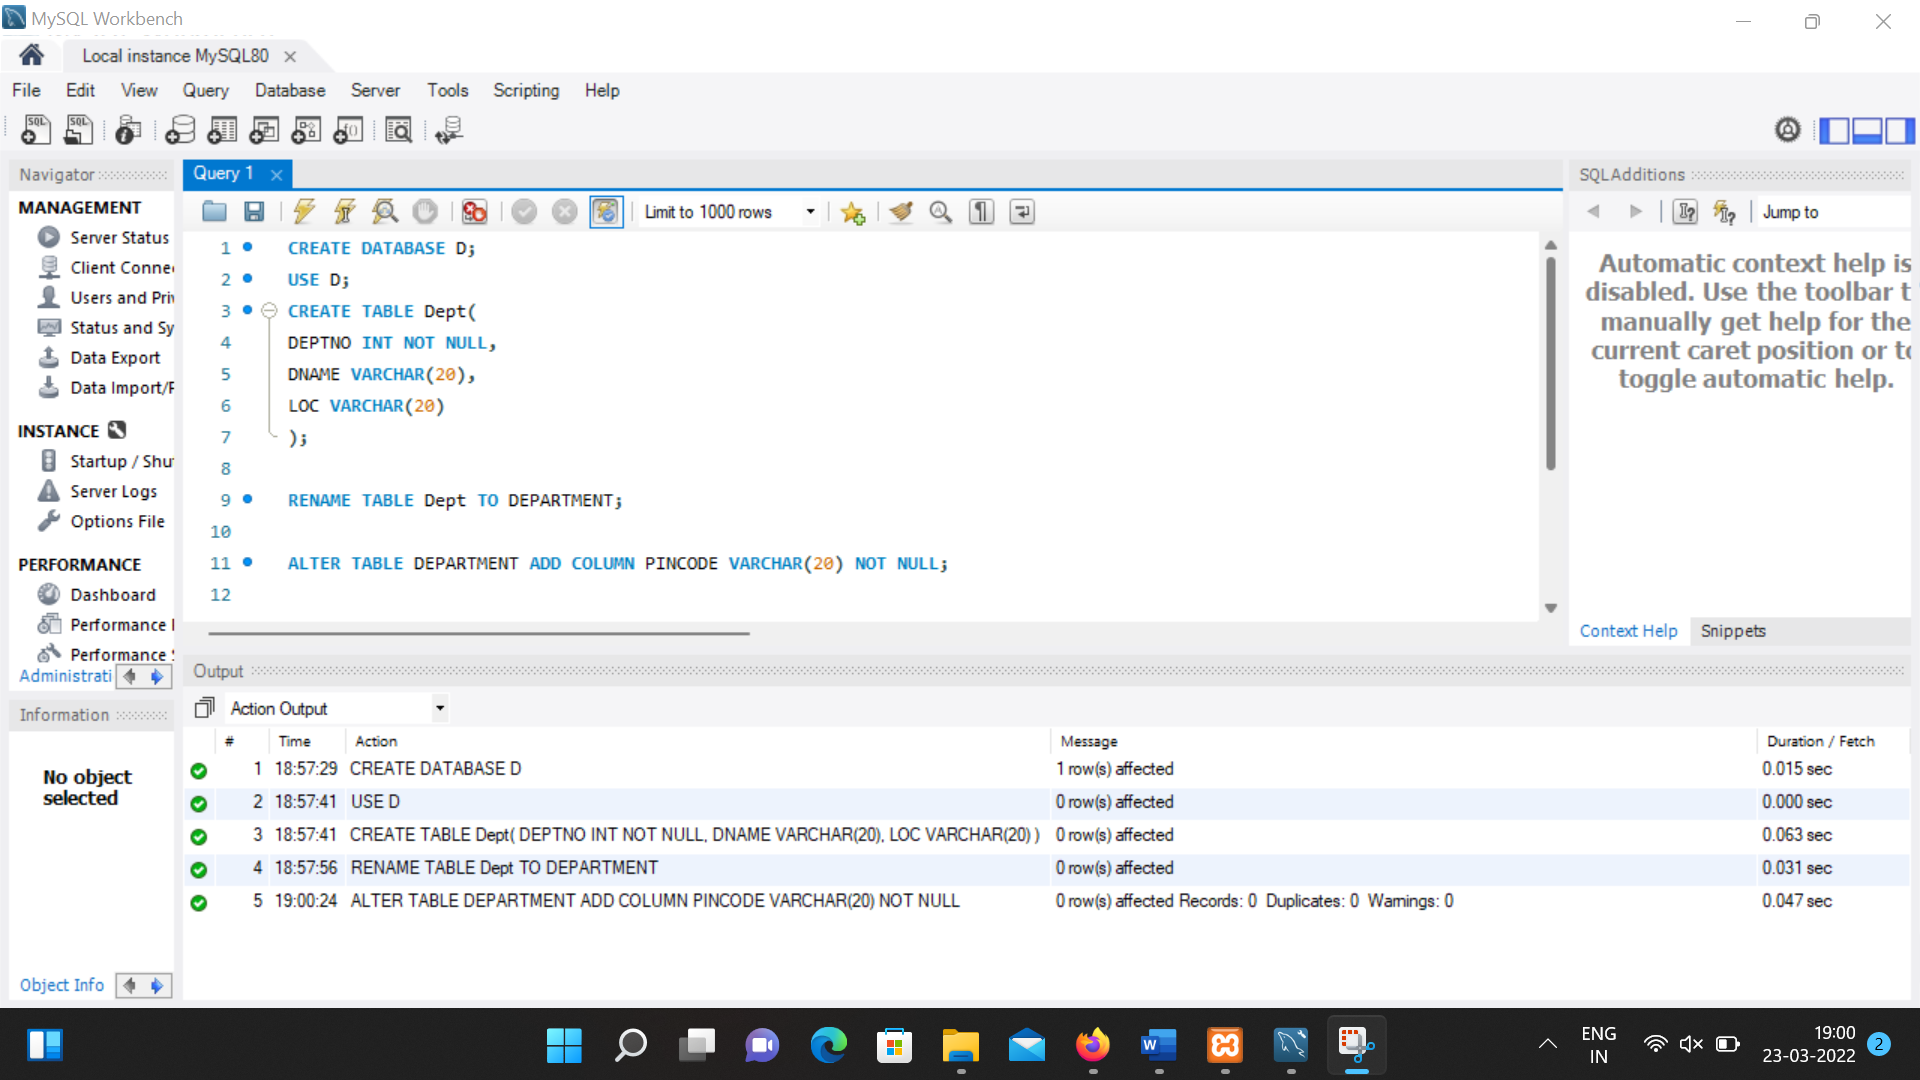 MySQL Workbench
Local instance MySQL80
File Edit View Query Database Server Tools Scripting Help
Navigator
MANAGEMENT
Server Status
Client Conne
Users and Pri
Status and Sy
Data Export
Data Import/R
INSTANCE
Startup / Shu
Server Logs
Options File
PERFORMANCE
Dashboard
Performance
Performance
Administrati
Information
No object
selected
Object Info
Query 1
Limit to 1000 rows
1 CREATE DATABASE D;
2 USE D;
3 CREATE TABLE Dept(
4 DEPTNO INT NOT NULL,
5 DNAME VARCHAR(20),
6 LOC VARCHAR(20)
7 );
8
9 RENAME TABLE Dept TO DEPARTMENT;
10
11 ALTER TABLE DEPARTMENT ADD COLUMN PINCODE VARCHAR(20) NOT NULL;
12
SQLAdditions
Jump to
Automatic context help is
disabled. Use the toolbar t
manually get help for the
current caret position or to
toggle automatic help.
Context Help Snippets
Output
Action Output
# Time Action Message Duration / Fetch
1 18:57:29 CREATE DATABASE D 1 row(s) affected 0.015 sec
2 18:57:41 USE D 0 row(s) affected 0.000 sec
3 18:57:41 CREATE TABLE Dept( DEPTNO INT NOT NULL, DNAME VARCHAR(20), LOC VARCHAR(20) ) 0 row(s) affected 0.063 sec
4 18:57:56 RENAME TABLE Dept TO DEPARTMENT 0 row(s) affected 0.031 sec
5 19:00:24 ALTER TABLE DEPARTMENT ADD COLUMN PINCODE VARCHAR(20) NOT NULL 0 row(s) affected Records: 0 Duplicates: 0 Warnings: 0 0.047 sec
ENG
IN
19:00
23-03-2022
2